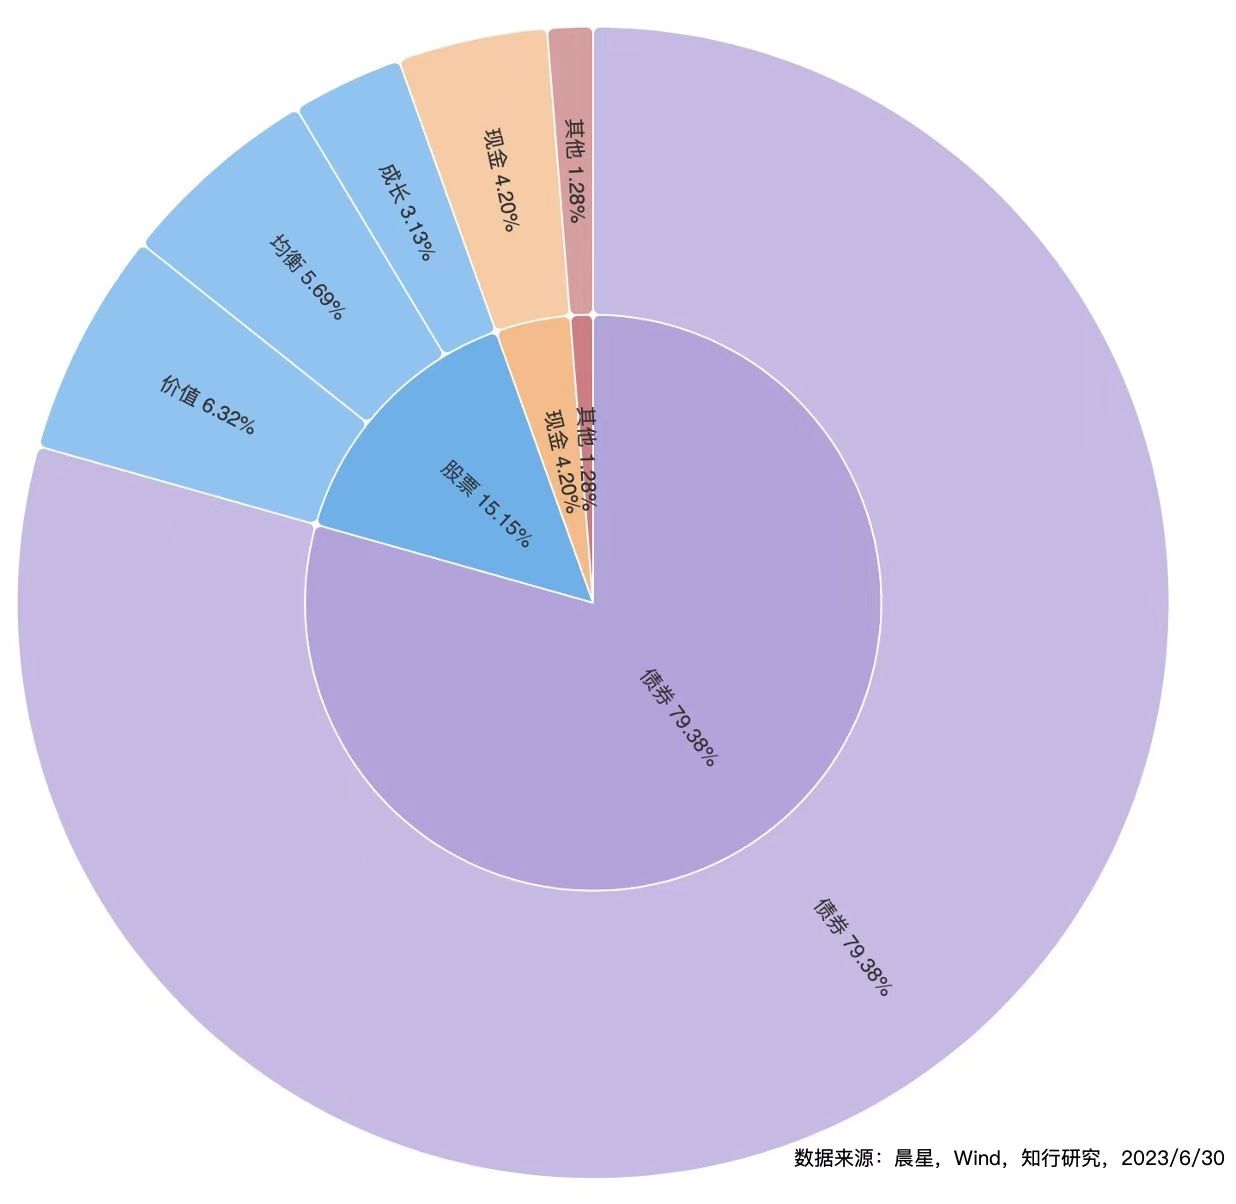 其他 1.28%
现金 4.20%
成长 3.13%
均衡 5.69%
价值 6.32%
其他 1.28%
现金 4.20%
股票 15.15%
债券 79.38%
债券 79.38%
数据来源：晨星，Wind，知行研究，2023/6/30